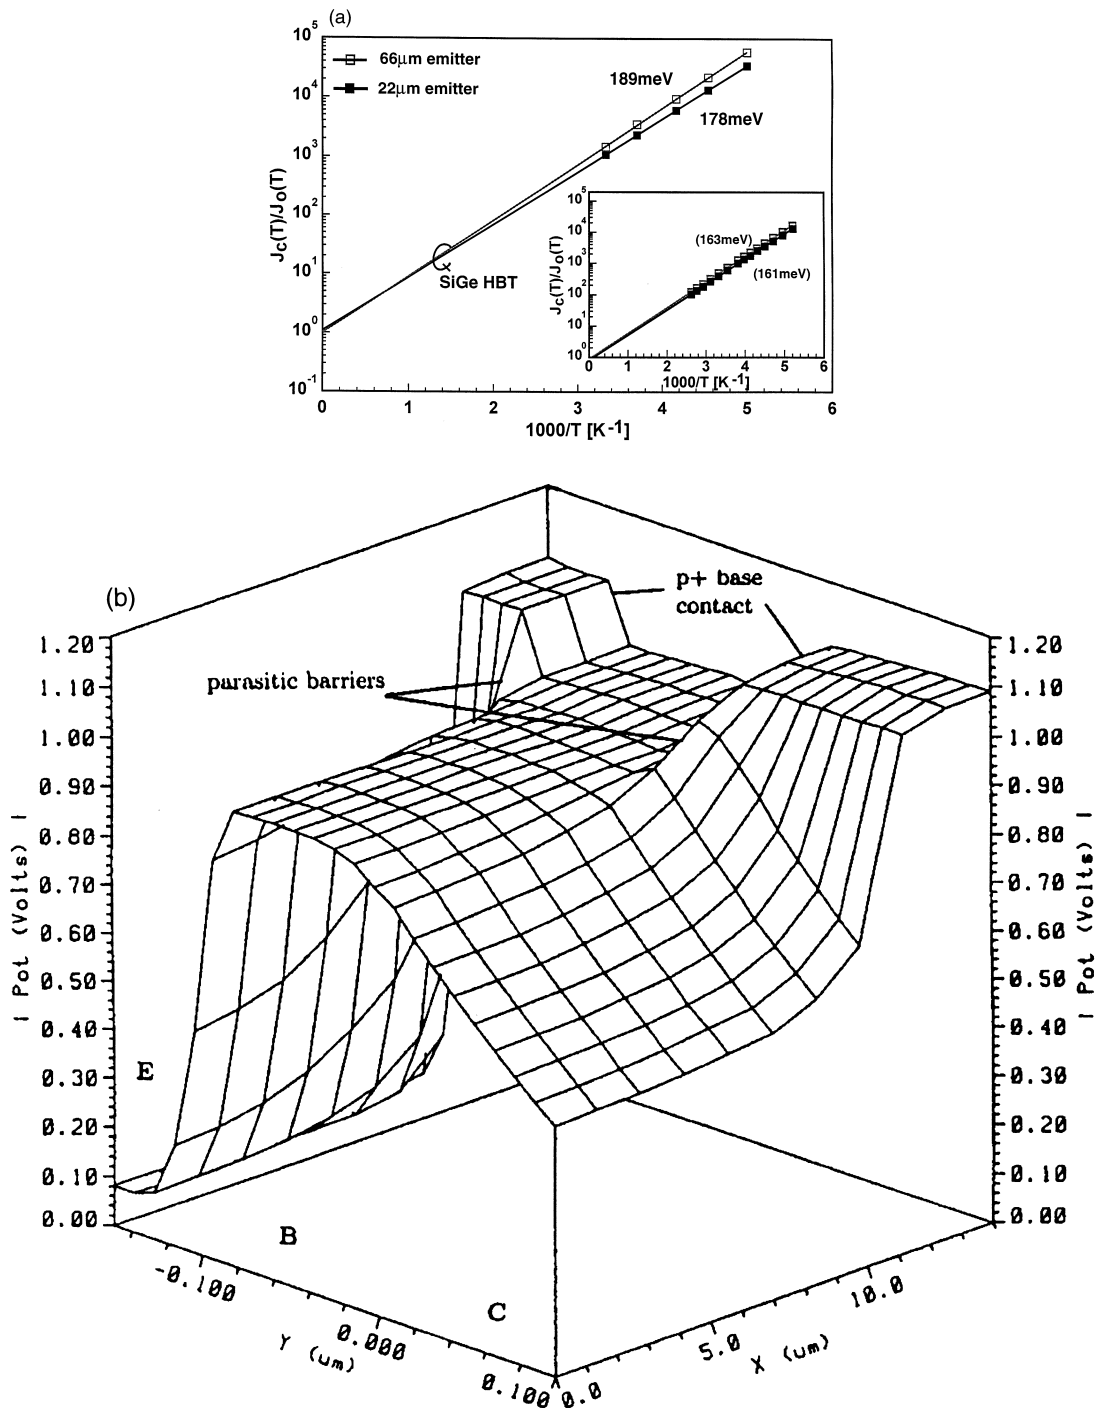 (a)
10^5
10^4
10^3
10^2
10^1
10^0
10^-1
J_C(T)/J_O(T)
66µm emitter
22µm emitter
189meV
178meV
SiGe HBT
0 1 2 3 4 5 6
1000/T [K^-1]
10^5
10^4
10^3
10^2
10^1
10^0
J_C(T)/J_O(T)
(163meV)
(161meV)
0 1 2 3 4 5 6
1000/T [K^-1]
(b)
p+ base
contact
parasitic barriers
1.20
1.10
1.00
0.90
0.80
0.70
0.60
0.50
0.40
0.30
0.20
0.10
0.00
| Pot (Volts) |
1.20
1.10
1.00
0.90
0.80
0.70
0.60
0.50
0.40
0.30
0.20
0.10
0.00
| Pot (Volts) |
E
B
C
-0.100
0.000
0.100
Y (um)
0.0
5.0
10.0
X (um)